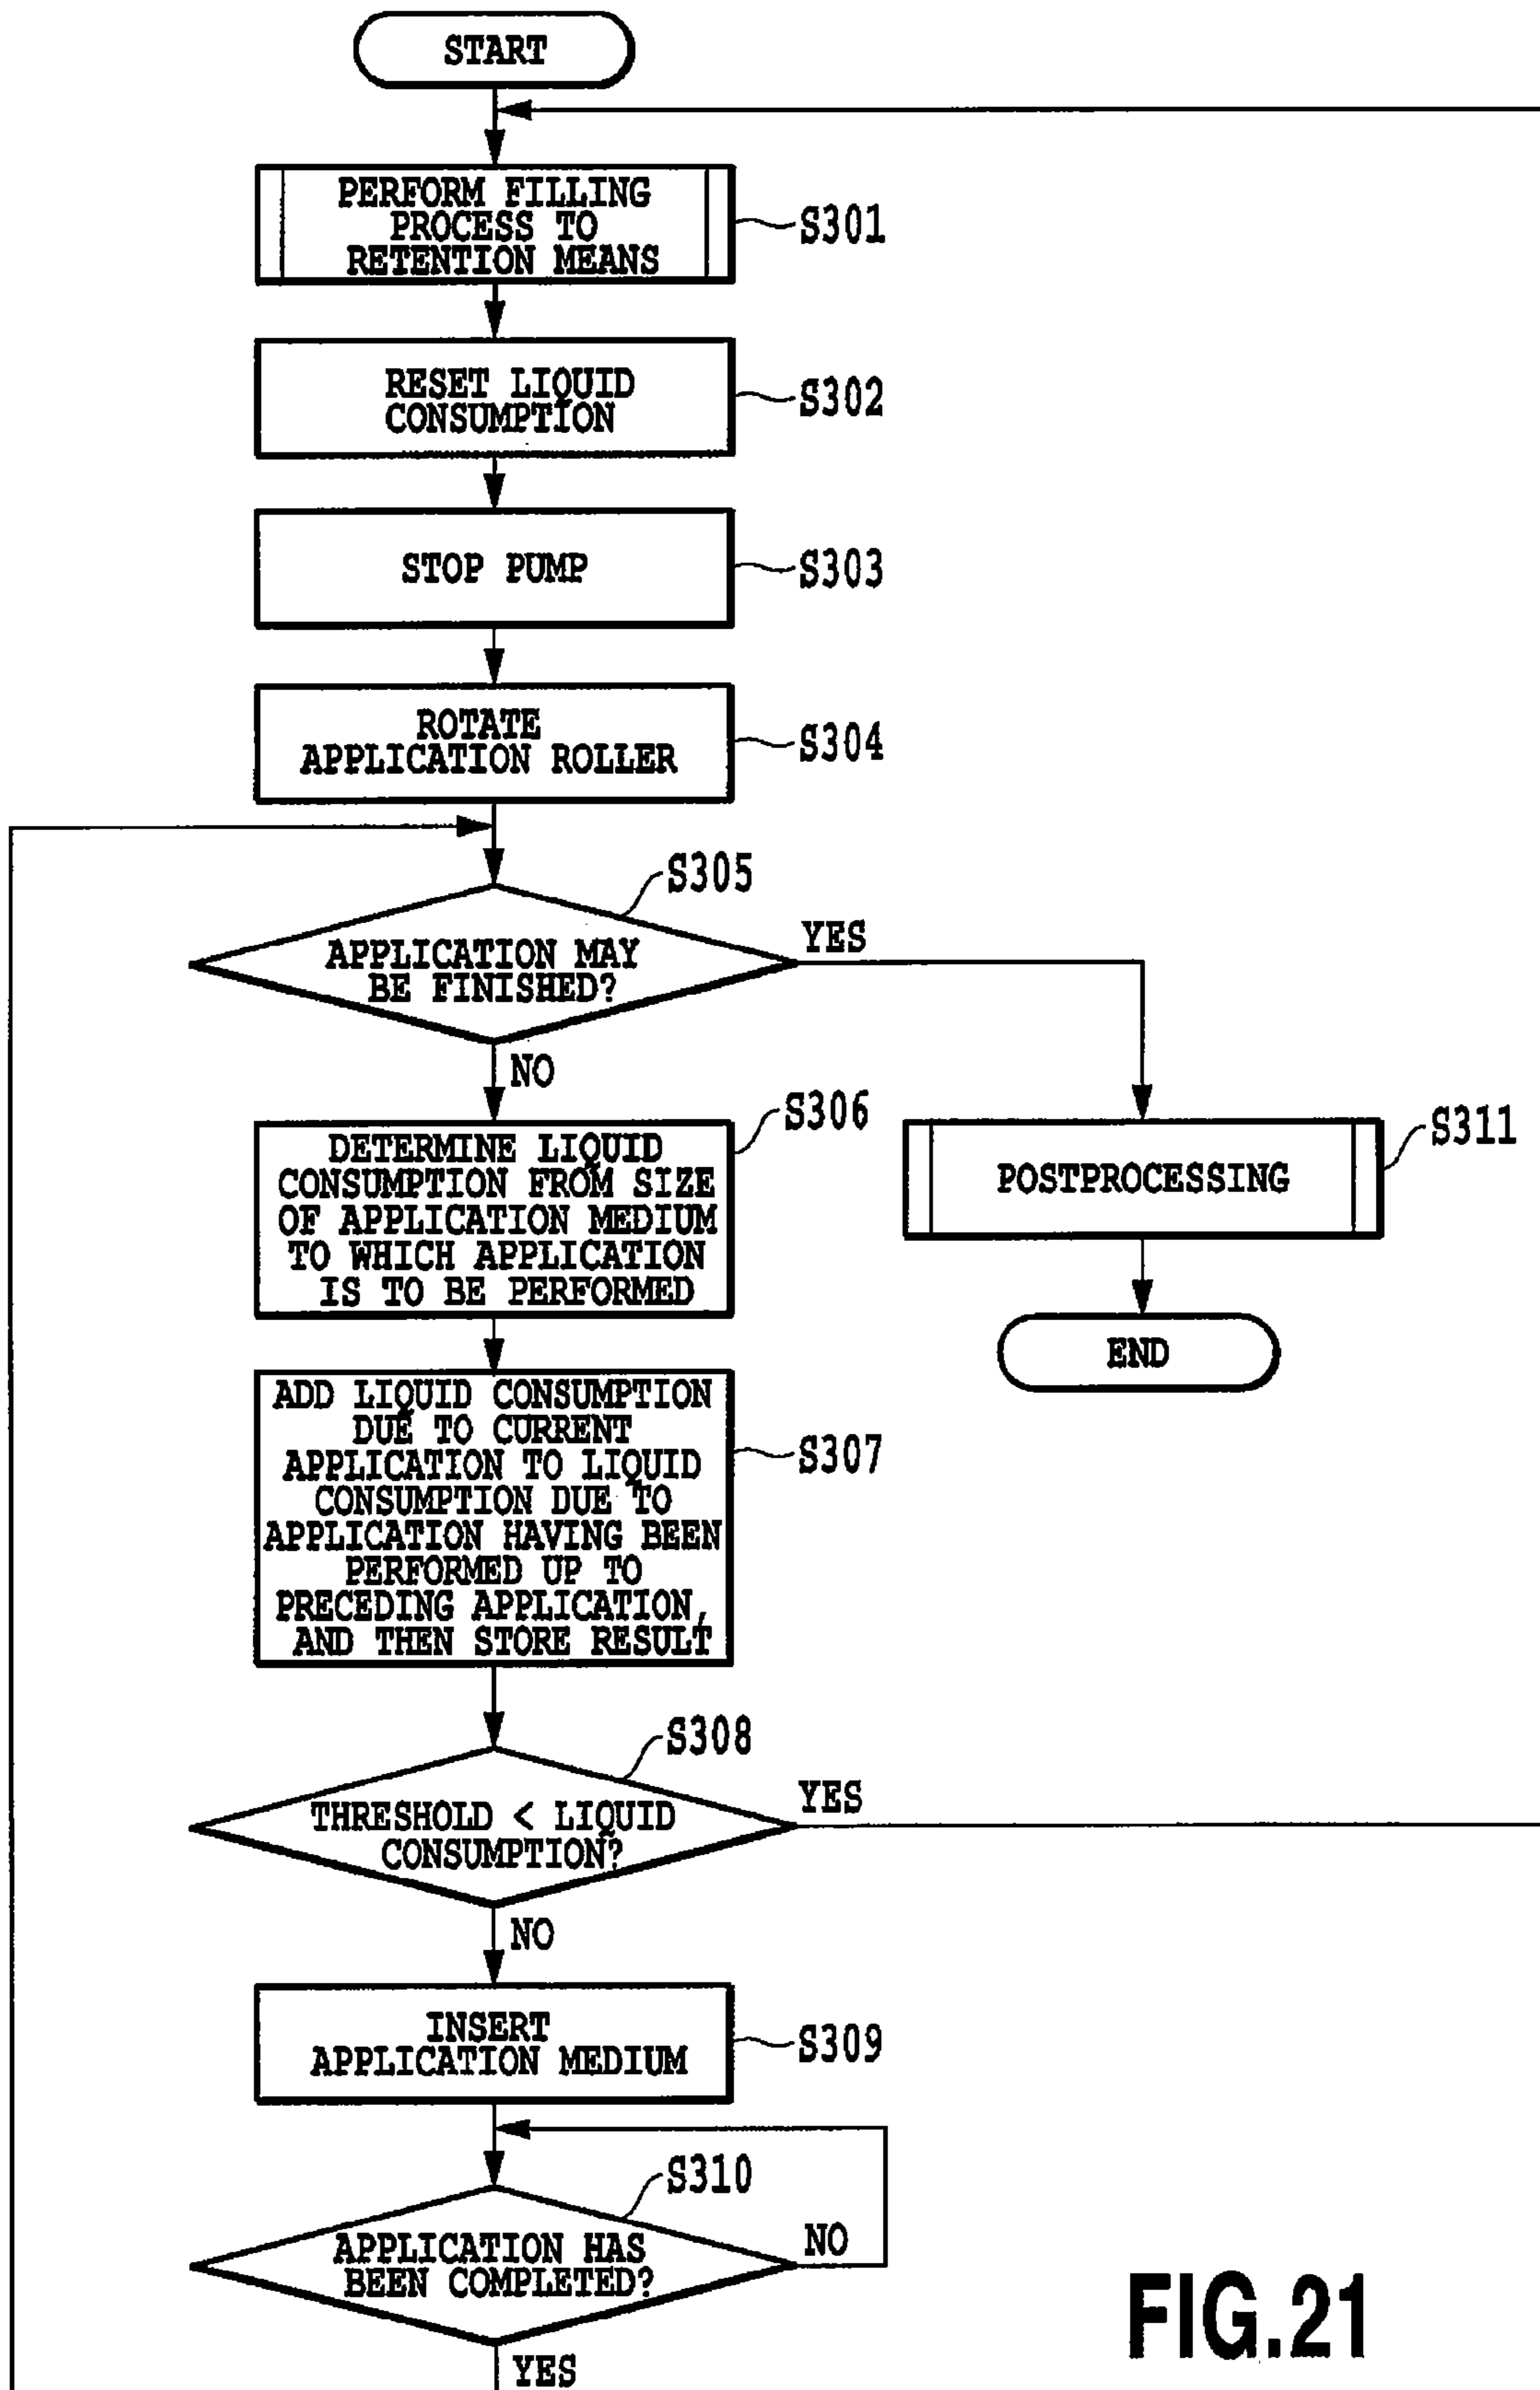 START
PERFORM FILLING
PROCESS TO
RETENTION MEANS
S301
RESET LIQUID
CONSUMPTION
S302
STOP PUMP
S303
ROTATE
APPLICATION ROLLER
S304
S305
APPLICATION MAY
BE FINISHED?
YES
NO
S306
DETERMINE LIQUID
CONSUMPTION FROM SIZE
OF APPLICATION MEDIUM
TO WHICH APPLICATION
IS TO BE PERFORMED
S311
POSTPROCESSING
END
ADD LIQUID CONSUMPTION
DUE TO CURRENT
APPLICATION TO LIQUID
CONSUMPTION DUE TO
APPLICATION HAVING BEEN
PERFORMED UP TO
PRECEDING APPLICATION,
AND THEN STORE RESULT
S307
S308
THRESHOLD < LIQUID
CONSUMPTION?
YES
NO
INSERT
APPLICATION MEDIUM
S309
S310
APPLICATION HAS
BEEN COMPLETED?
NO
YES
FIG.21